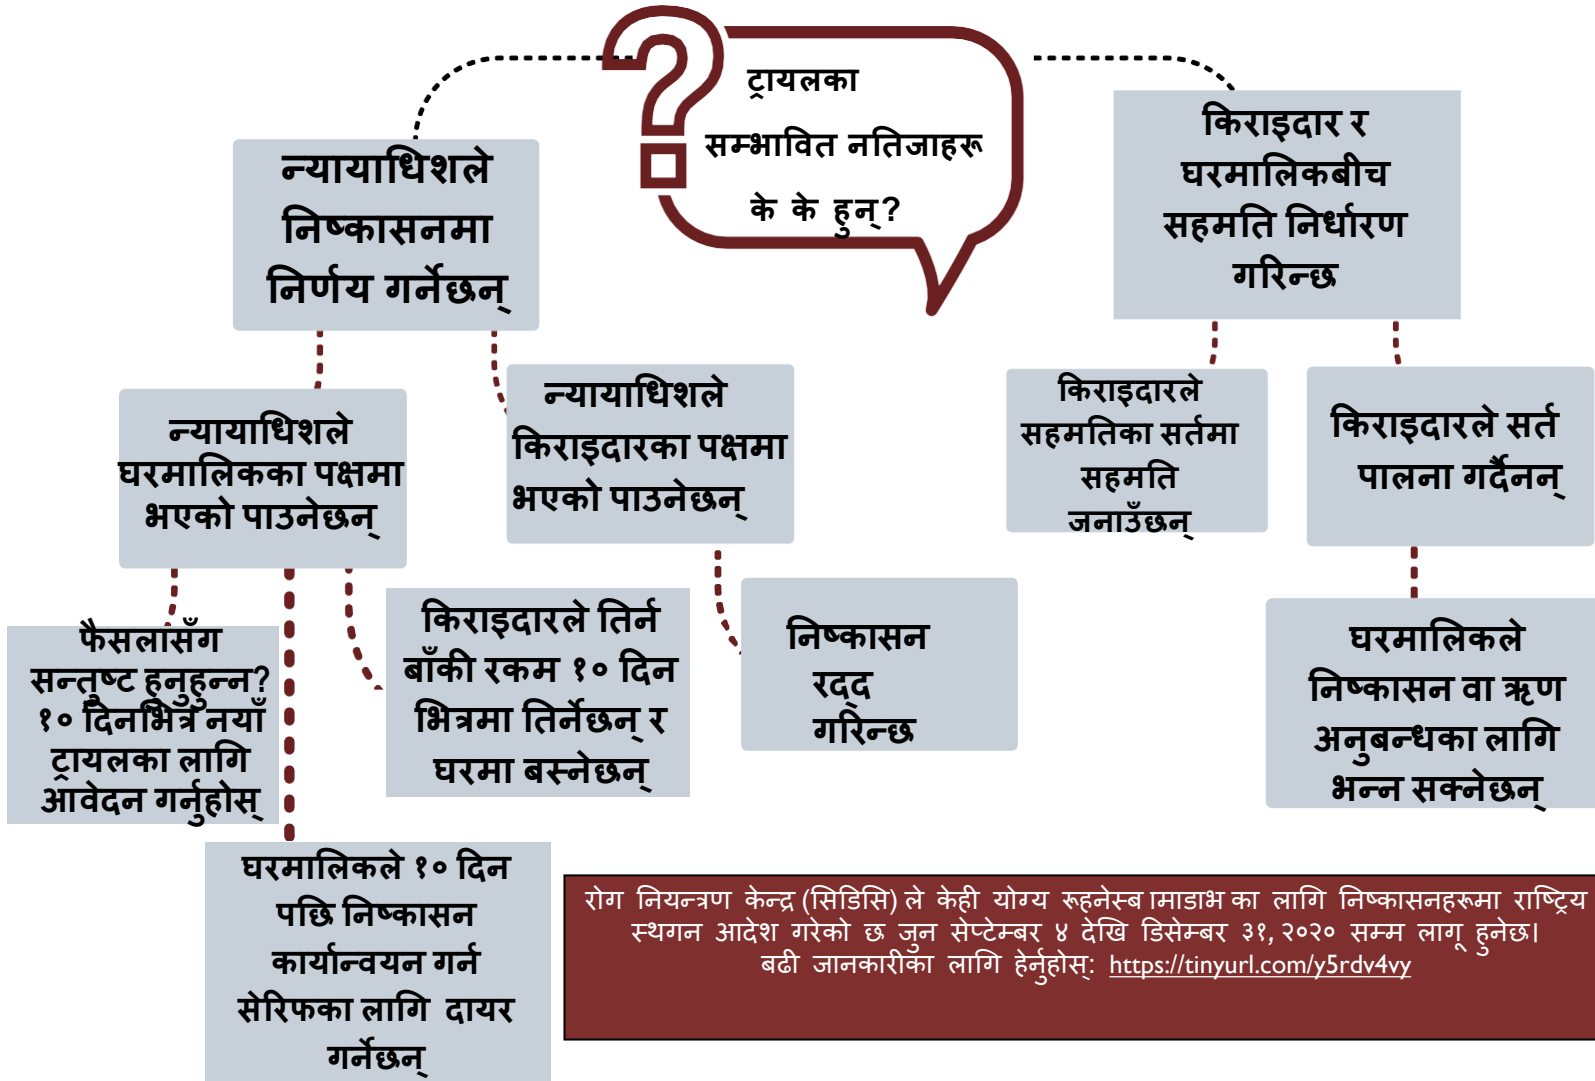 ट्रायलका
सम्भावित नतिजाहरू
के के हुन्?
न्यायाधिशले
निष्कासनमा
निर्णय गर्नेछन्
किराइदार र
घरमालिकबीच
सहमति निर्धारण
गरिन्छ
न्यायाधिशले
घरमालिकका पक्षमा
भएको पाउनेछन्
न्यायाधिशले
किराइदारका पक्षमा
भएको पाउनेछन्
किराइदारले
सहमतिका सर्तमा
सहमति
जनाउँछन्
किराइदारले सर्त
पालना गर्दैनन्
फैसलासँग
सन्तुष्ट हुनुहुन्न?
१० दिनभित्र नयाँ
ट्रायलका लागि
आवेदन गर्नुहोस्
किराइदारले तिर्न
बाँकी रकम १० दिन
भित्रमा तिर्नेछन् र
घरमा बस्नेछन्
निष्कासन
रद्द
गरिन्छ
घरमालिकले
निष्कासन वा ऋण
अनुबन्धका लागि
भन्न सक्नेछन्
घरमालिकले १० दिन
पछि निष्कासन
कार्यान्वयन गर्न
सेरिफका लागि दायर
गर्नेछन्
रोग नियन्त्रण केन्द्र (सिडिसि) ले केही योग्य का लागि निष्कासनहरूमा राष्ट्रिय
स्थगन आदेश गरेको छ जुन सेप्टेम्बर ४ देखि डिसेम्बर ३१, २०२० सम्म लागू हुनेछ।
बढी जानकारीका लागि हेर्नुहोस्: https://tinyurl.com/y5rdv4vy